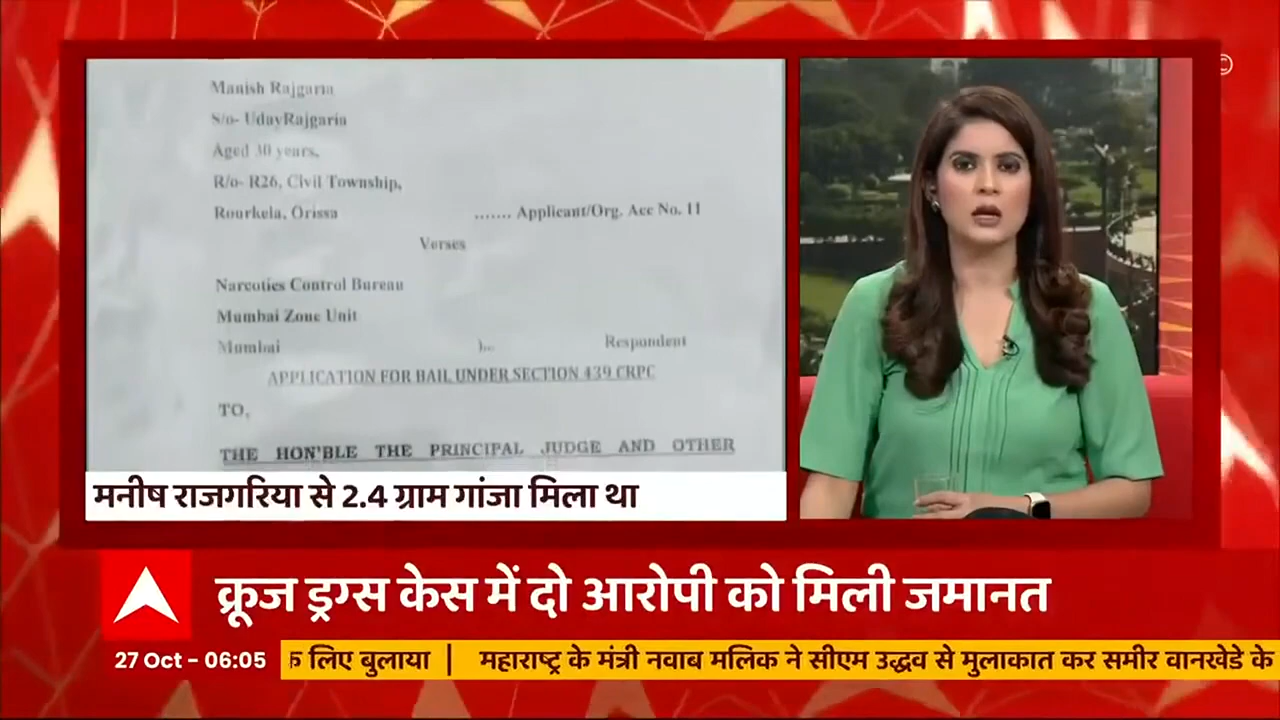 Manish Rajgaria
S/o- UdayRajgaria
Aged 30 years,
R/o- R26, Civil Township,
Rourkela, Orissa ....... Applicant/Org. Acc No. 11
Verses
Narcotics Control Bureau
Mumbai Zone Unit
Mumbai )... Respondent
APPLICATION FOR BAIL UNDER SECTION 439 CRPC
TO,
THE HON'BLE THE PRINCIPAL JUDGE AND OTHER
मनीष राजगरिया से 2.4 ग्राम गांजा मिला था
क्रूज ड्रग्स केस में दो आरोपी को मिली जमानत
27 Oct - 06:05 के लिए बुलाया | महाराष्ट्र के मंत्री नवाब मलिक ने सीएम उद्धव से मुलाकात कर समीर वानखेडे के
©